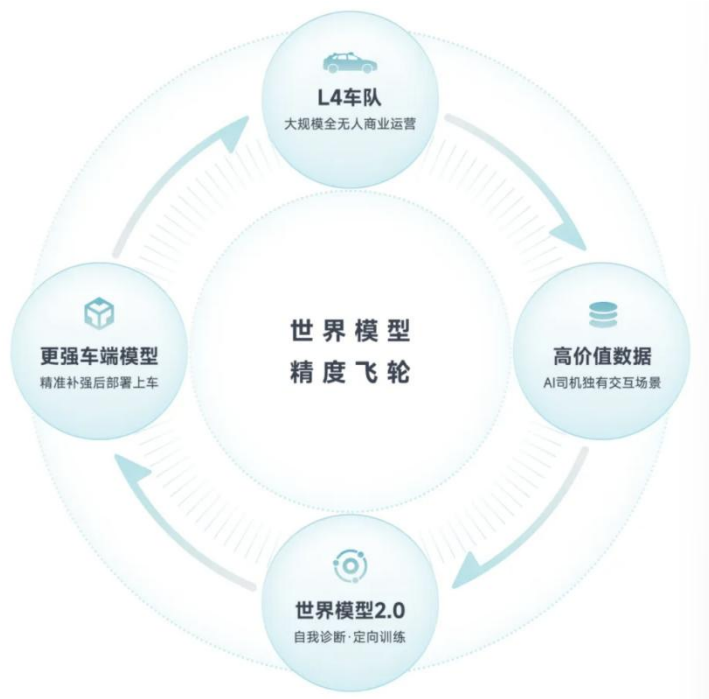 L4车队
大规模全无人商业运营
更强车端模型
精准补强后部署上车
世界模型
精度飞轮
高价值数据
AI司机独有交互场景
世界模型2.0
自我诊断·定向训练